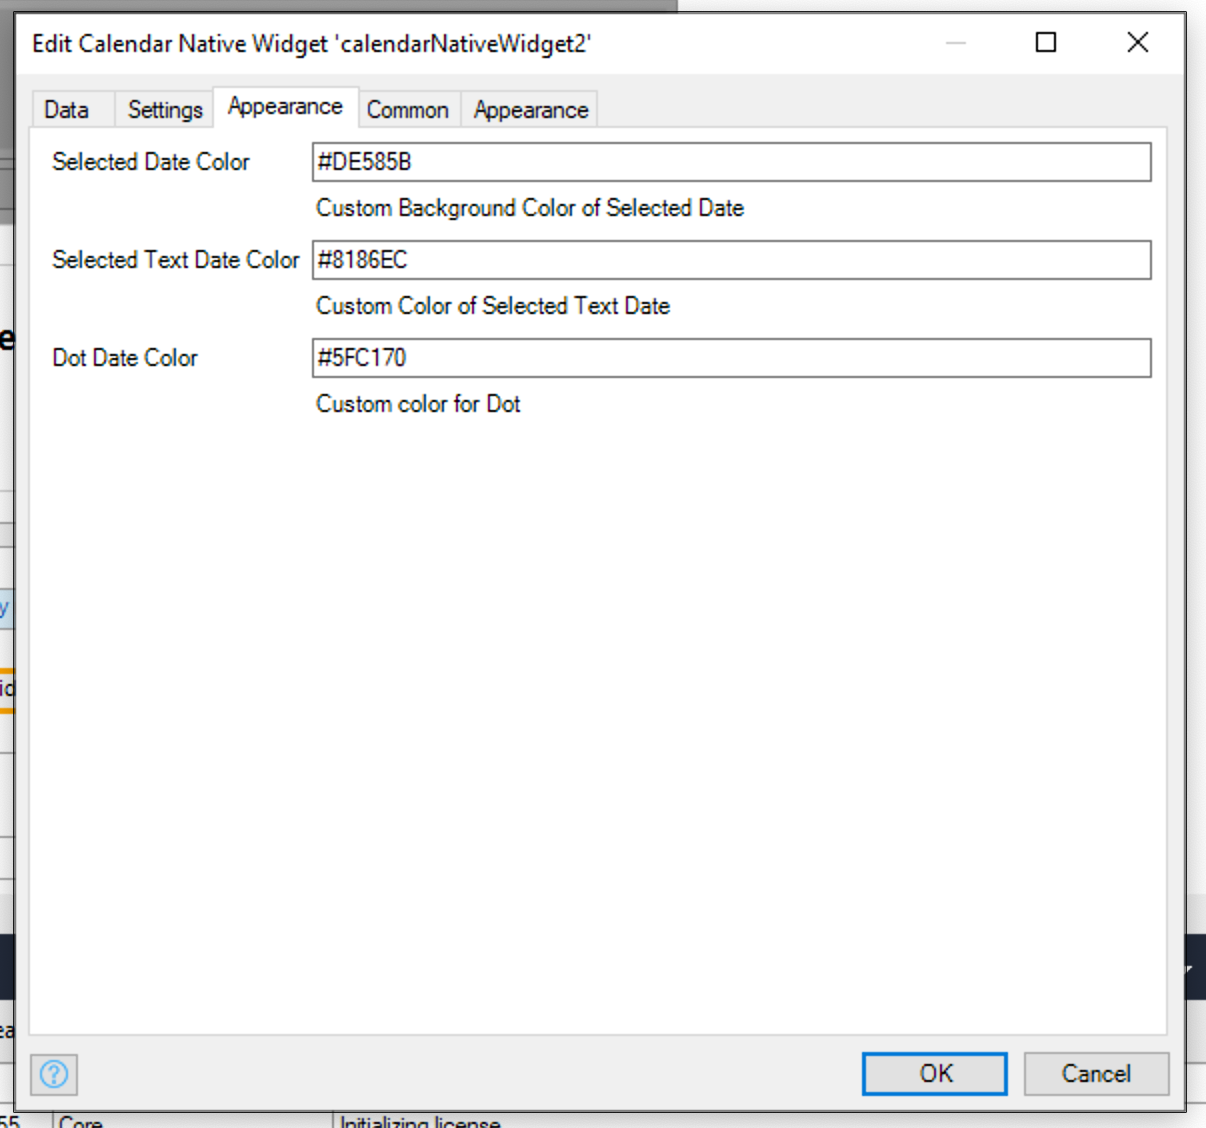 Edit Calendar Native Widget 'calendarNativeWidget2'
Data Settings Appearance Common Appearance
Selected Date Color #DE585B
Custom Background Color of Selected Date
Selected Text Date Color #8186EC
Custom Color of Selected Text Date
Dot Date Color #5FC170
Custom color for Dot
OK Cancel
Core Initializing license